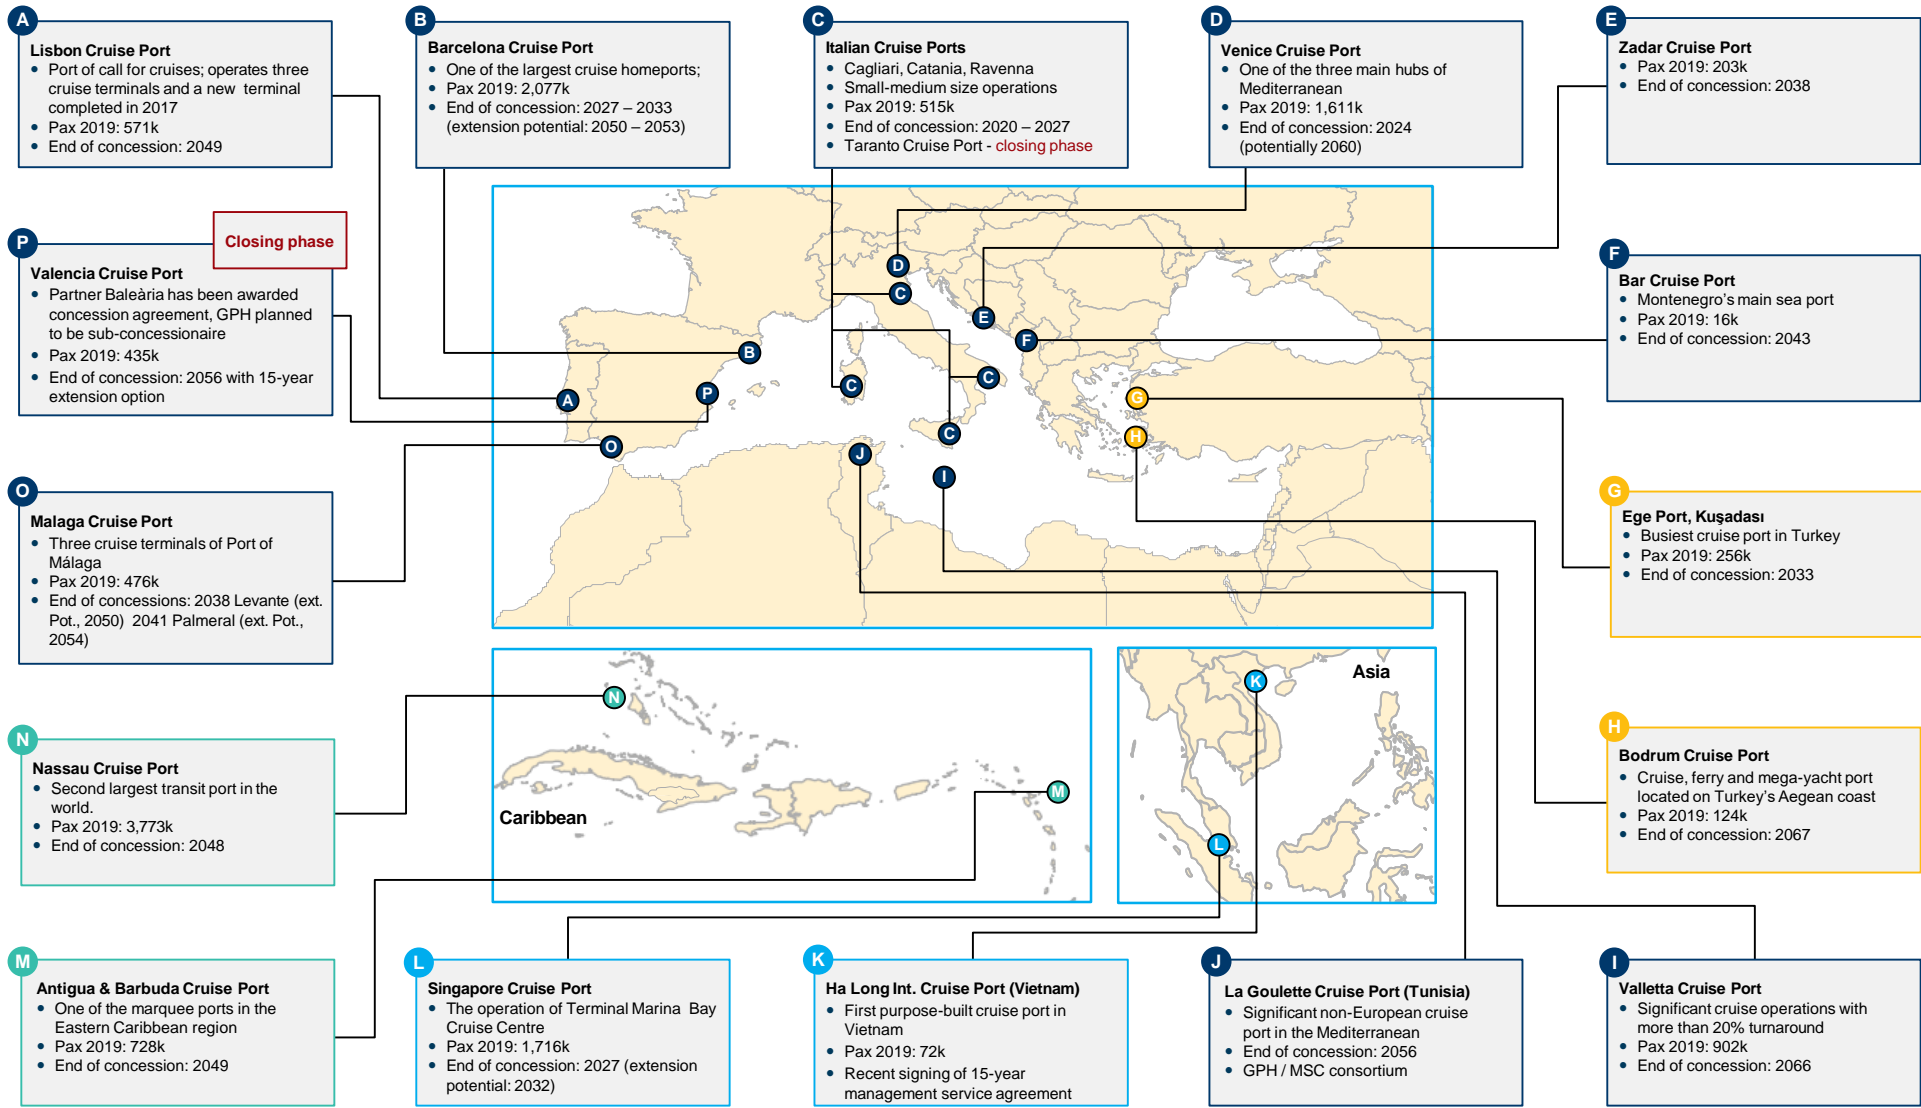 A
Lisbon Cruise Port
• Port of call for cruises; operates three
cruise terminals and a new terminal
completed in 2017
• Pax 2019: 571k
• End of concession: 2049
B
Barcelona Cruise Port
• One of the largest cruise homeports;
• Pax 2019: 2,077k
• End of concession: 2027 – 2033
(extension potential: 2050 – 2053)
C
Italian Cruise Ports
• Cagliari, Catania, Ravenna
• Small-medium size operations
• Pax 2019: 515k
• End of concession: 2020 – 2027
• Taranto Cruise Port - closing phase
D
Venice Cruise Port
• One of the three main hubs of
Mediterranean
• Pax 2019: 1,611k
• End of concession: 2024
(potentially 2060)
E
Zadar Cruise Port
• Pax 2019: 203k
• End of concession: 2038
P
Closing phase
Valencia Cruise Port
• Partner Baleària has been awarded
concession agreement, GPH planned
to be sub-concessionaire
• Pax 2019: 435k
• End of concession: 2056 with 15-year
extension option
F
Bar Cruise Port
• Montenegro's main sea port
• Pax 2019: 16k
• End of concession: 2043
D
C
E
F
B
C
C
P
A
G
C
H
O
J
I
O
Malaga Cruise Port
• Three cruise terminals of Port of
Málaga
• Pax 2019: 476k
• End of concessions: 2038 Levante (ext.
Pot., 2050) 2041 Palmeral (ext. Pot.,
2054)
G
Ege Port, Kuşadası
• Busiest cruise port in Turkey
• Pax 2019: 256k
• End of concession: 2033
N
Nassau Cruise Port
• Second largest transit port in the
world.
• Pax 2019: 3,773k
• End of concession: 2048
N
M
Caribbean
Asia
K
L
H
Bodrum Cruise Port
• Cruise, ferry and mega-yacht port
located on Turkey's Aegean coast
• Pax 2019: 124k
• End of concession: 2067
M
Antigua & Barbuda Cruise Port
• One of the marquee ports in the
Eastern Caribbean region
• Pax 2019: 728k
• End of concession: 2049
L
Singapore Cruise Port
• The operation of Terminal Marina Bay
Cruise Centre
• Pax 2019: 1,716k
• End of concession: 2027 (extension
potential: 2032)
K
Ha Long Int. Cruise Port (Vietnam)
• First purpose-built cruise port in
Vietnam
• Pax 2019: 72k
• Recent signing of 15-year
management service agreement
J
La Goulette Cruise Port (Tunisia)
• Significant non-European cruise
port in the Mediterranean
• End of concession: 2056
• GPH / MSC consortium
I
Valletta Cruise Port
• Significant cruise operations with
more than 20% turnaround
• Pax 2019: 902k
• End of concession: 2066